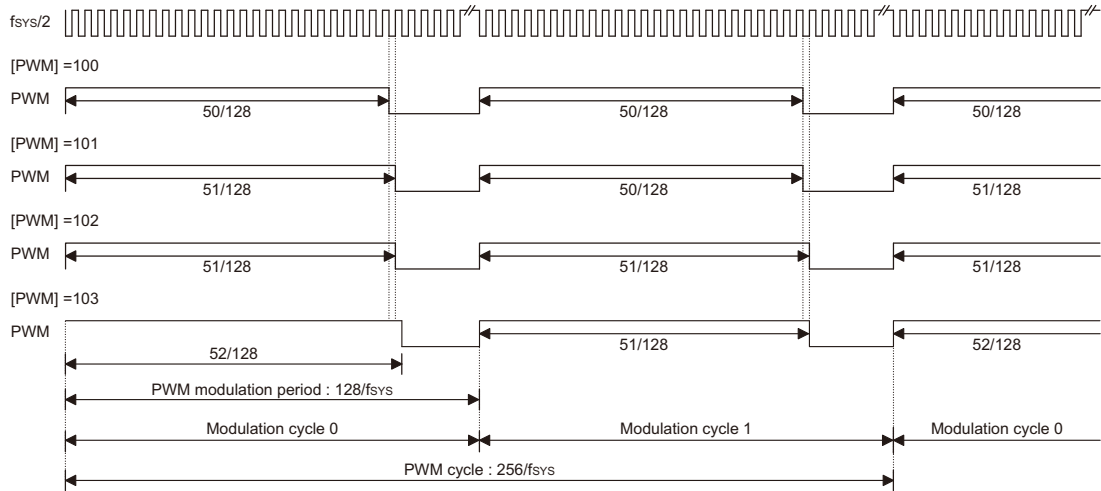 fSYS/2
[PWM] =100
PWM
50/128 50/128 50/128
[PWM] =101
PWM
51/128 50/128 51/128
[PWM] =102
PWM
51/128 51/128 51/128
[PWM] =103
PWM
52/128 51/128 52/128
PWM modulation period : 128/fSYS
Modulation cycle 0 Modulation cycle 1 Modulation cycle 0
PWM cycle : 256/fSYS